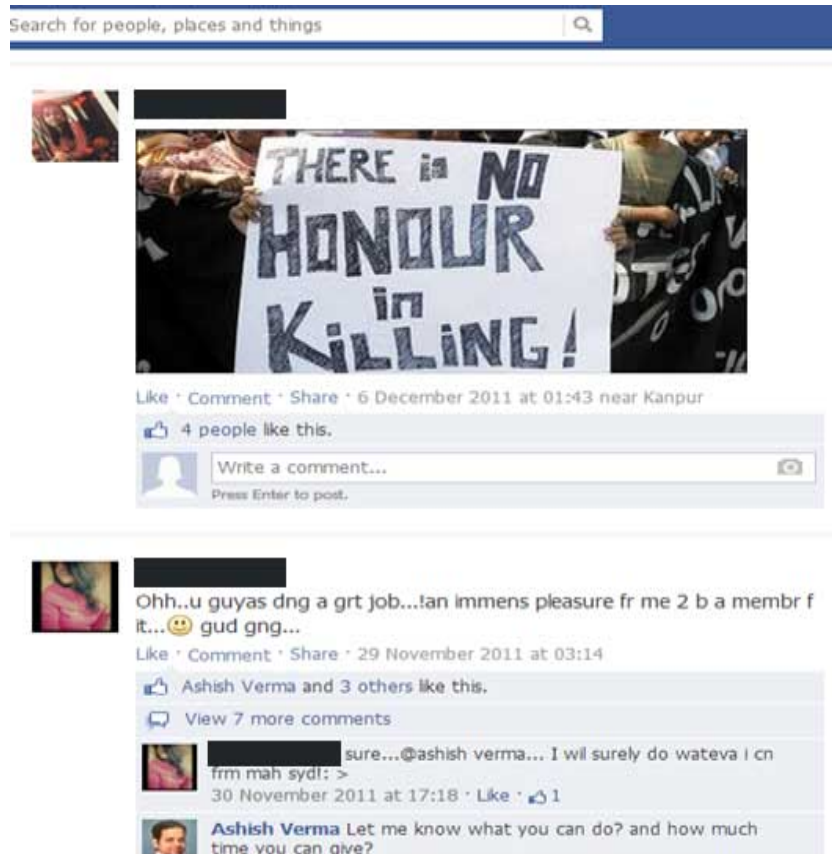 Search for people, places and things
THERE is NO
HONOUR
in
KiLLiNG!
Like · Comment · Share · 6 December 2011 at 01:43 near Kanpur
4 people like this.
Write a comment...
Press Enter to post.
Ohh..u guyas dng a grt job...!an immens pleasure fr me 2 b a membr f
it...🙂 gud gng...
Like · Comment · Share · 29 November 2011 at 03:14
Ashish Verma and 3 others like this.
View 7 more comments
sure...@ashish verma... I wil surely do wateva i cn
frm mah syd!: >
30 November 2011 at 17:18 · Like · 1
Ashish Verma Let me know what you can do? and how much
time you can give?